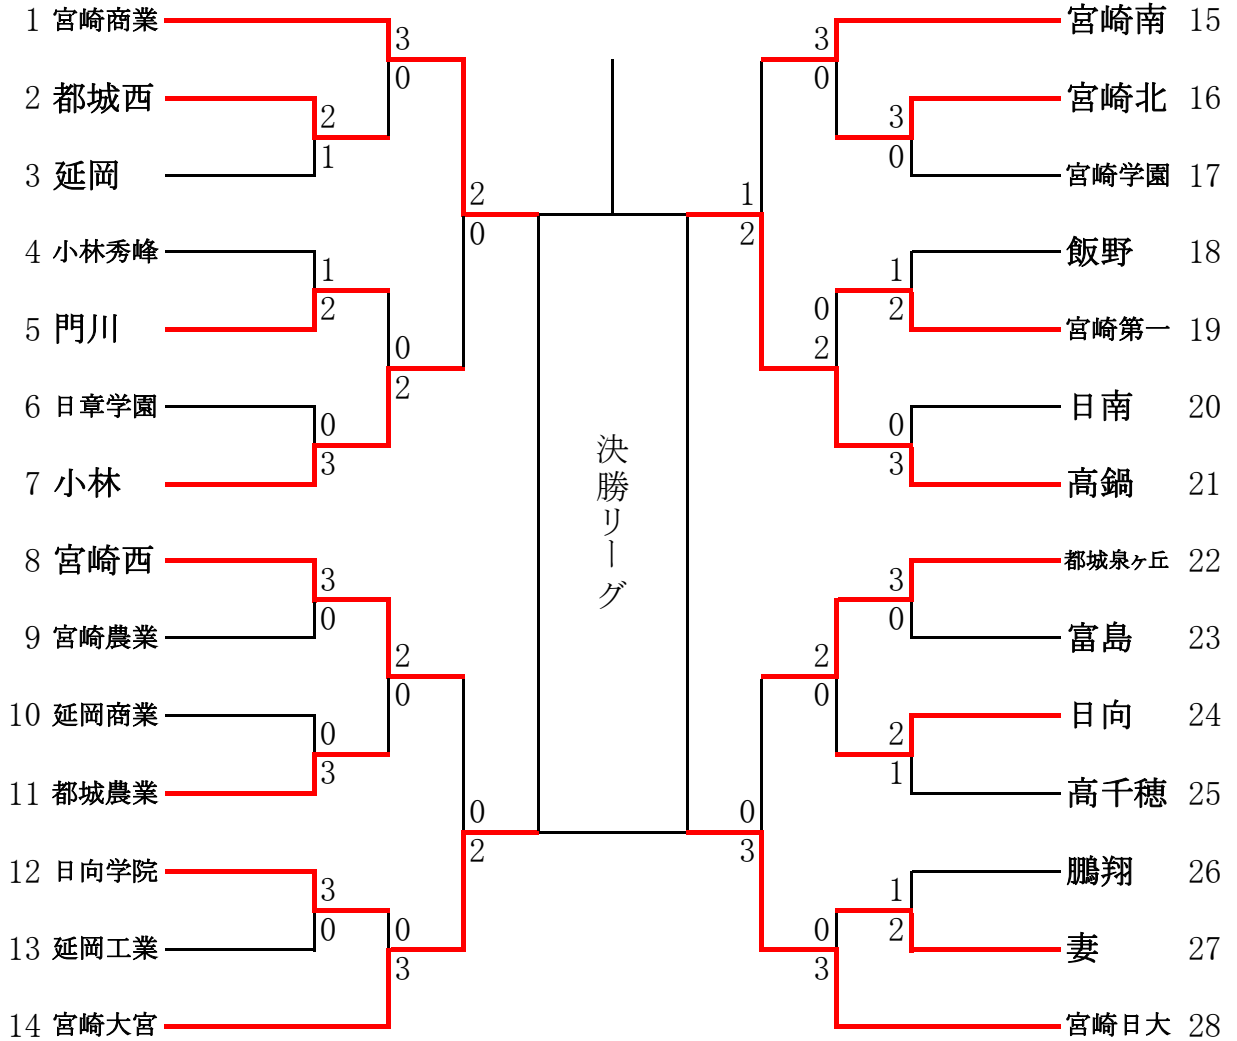 1 宮崎商業
2 都城西
3 延岡
4 小林秀峰
5 門川
6 日章学園
7 小林
8 宮崎西
9 宮崎農業
10 延岡商業
11 都城農業
12 日向学院
13 延岡工業
14 宮崎大宮
3
0
2
1
1
2
0
3
0
2
2
0
3
0
0
3
2
0
3
0
0
3
0
2
決勝リーグ
1
2
0
3
3
0
3
0
1
2
0
2
0
3
3
0
2
0
2
1
1
2
0
3
宮崎南 15
宮崎北 16
宮崎学園 17
飯野 18
宮崎第一 19
日南 20
高鍋 21
都城泉ヶ丘 22
富島 23
日向 24
高千穂 25
鵬翔 26
妻 27
宮崎日大 28